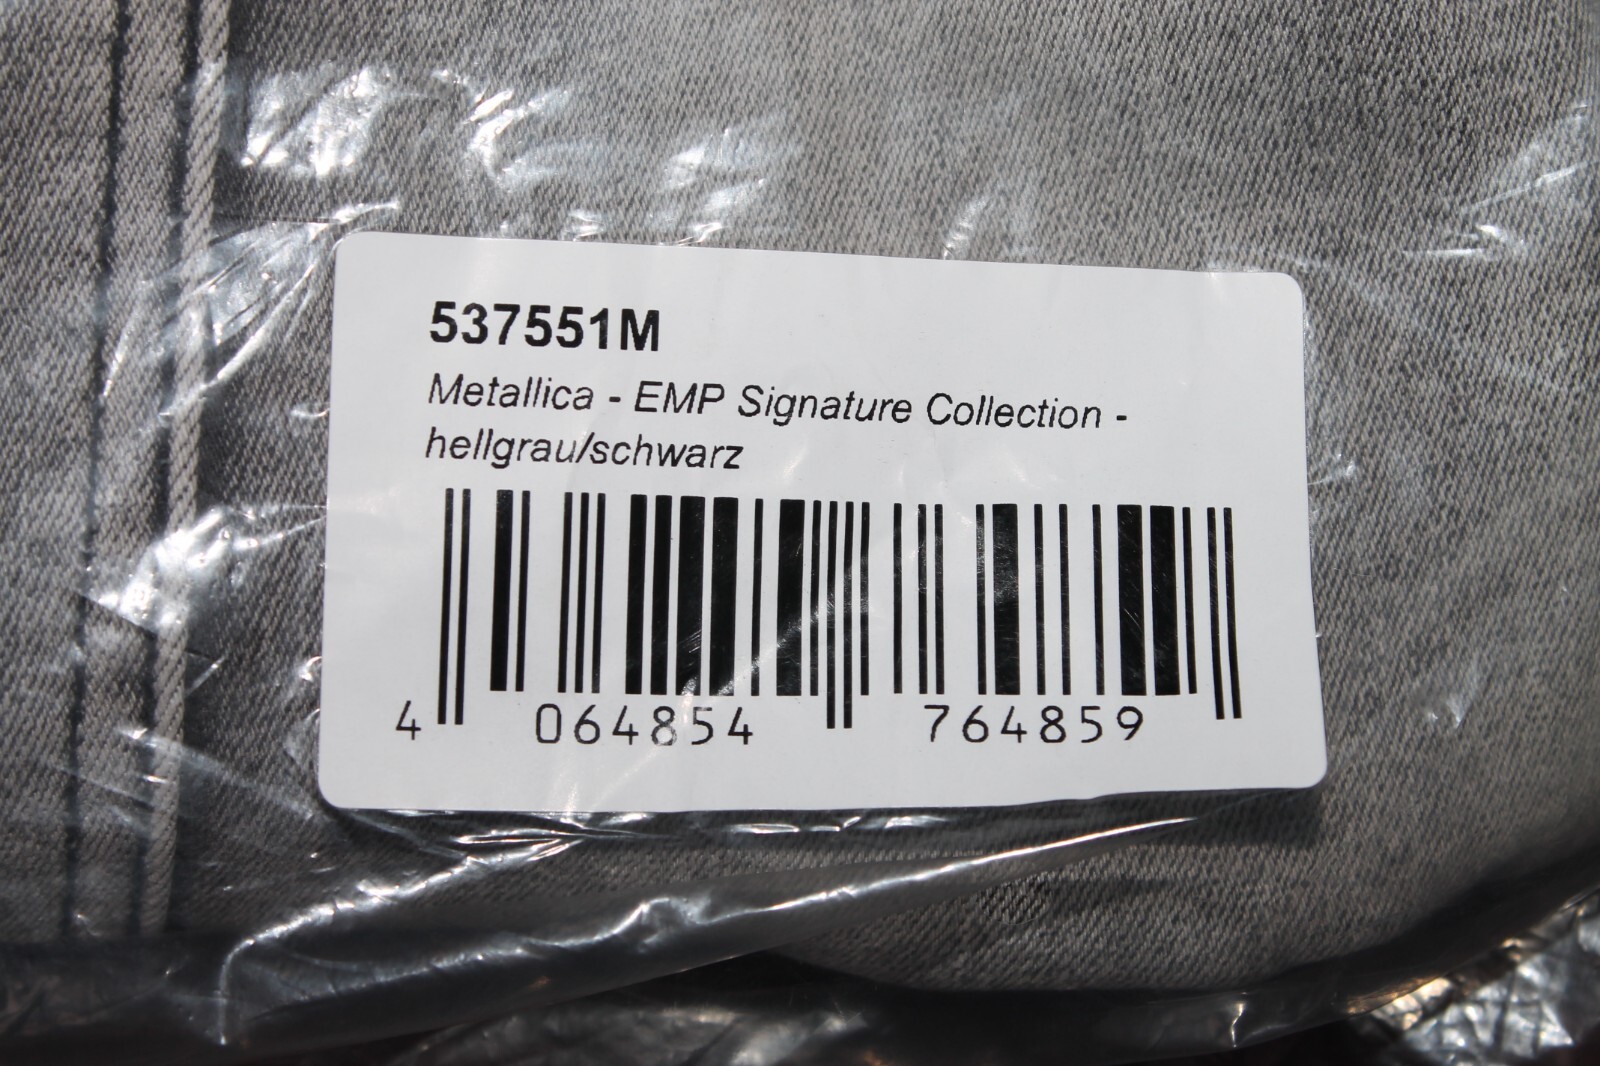 537551M
Metallica - EMP Signature Collection -
hellgrau/schwarz
4 064854 764859